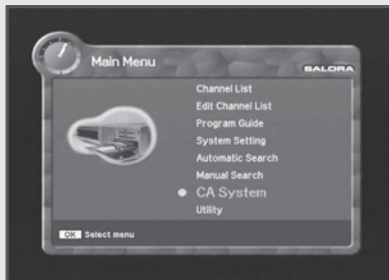 Main Menu
SALORA
Channel List
Edit Channel List
Program Guide
System Setting
Automatic Search
Manual Search
CA System
Utility
OK Select menu